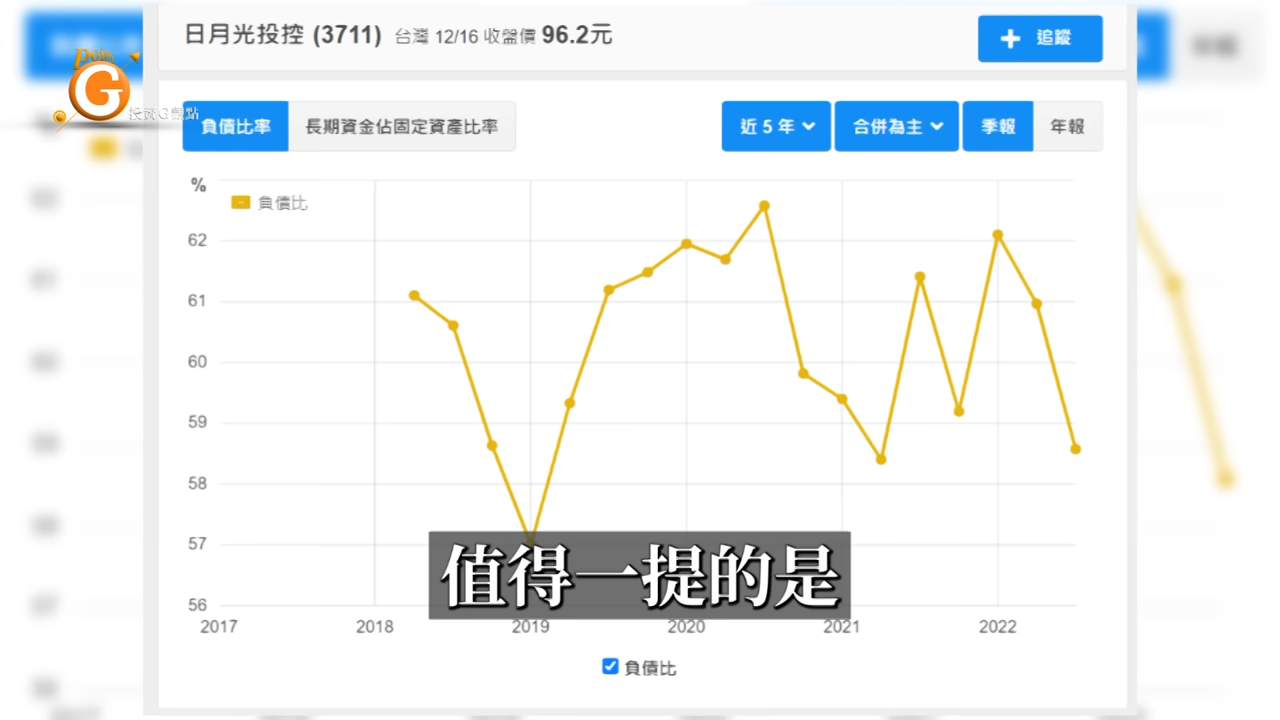 日月光投控 (3711) 台灣 12/16 收盤價 96.2元
+ 追蹤
Point
G
投資G觀點
負債比率 長期資金佔固定資產比率
近 5 年 合併為主 季報 年報
%
負債比
62
61
60
59
58
57
56
2017 2018 2019 2020 2021 2022
值得一提的是
負債比